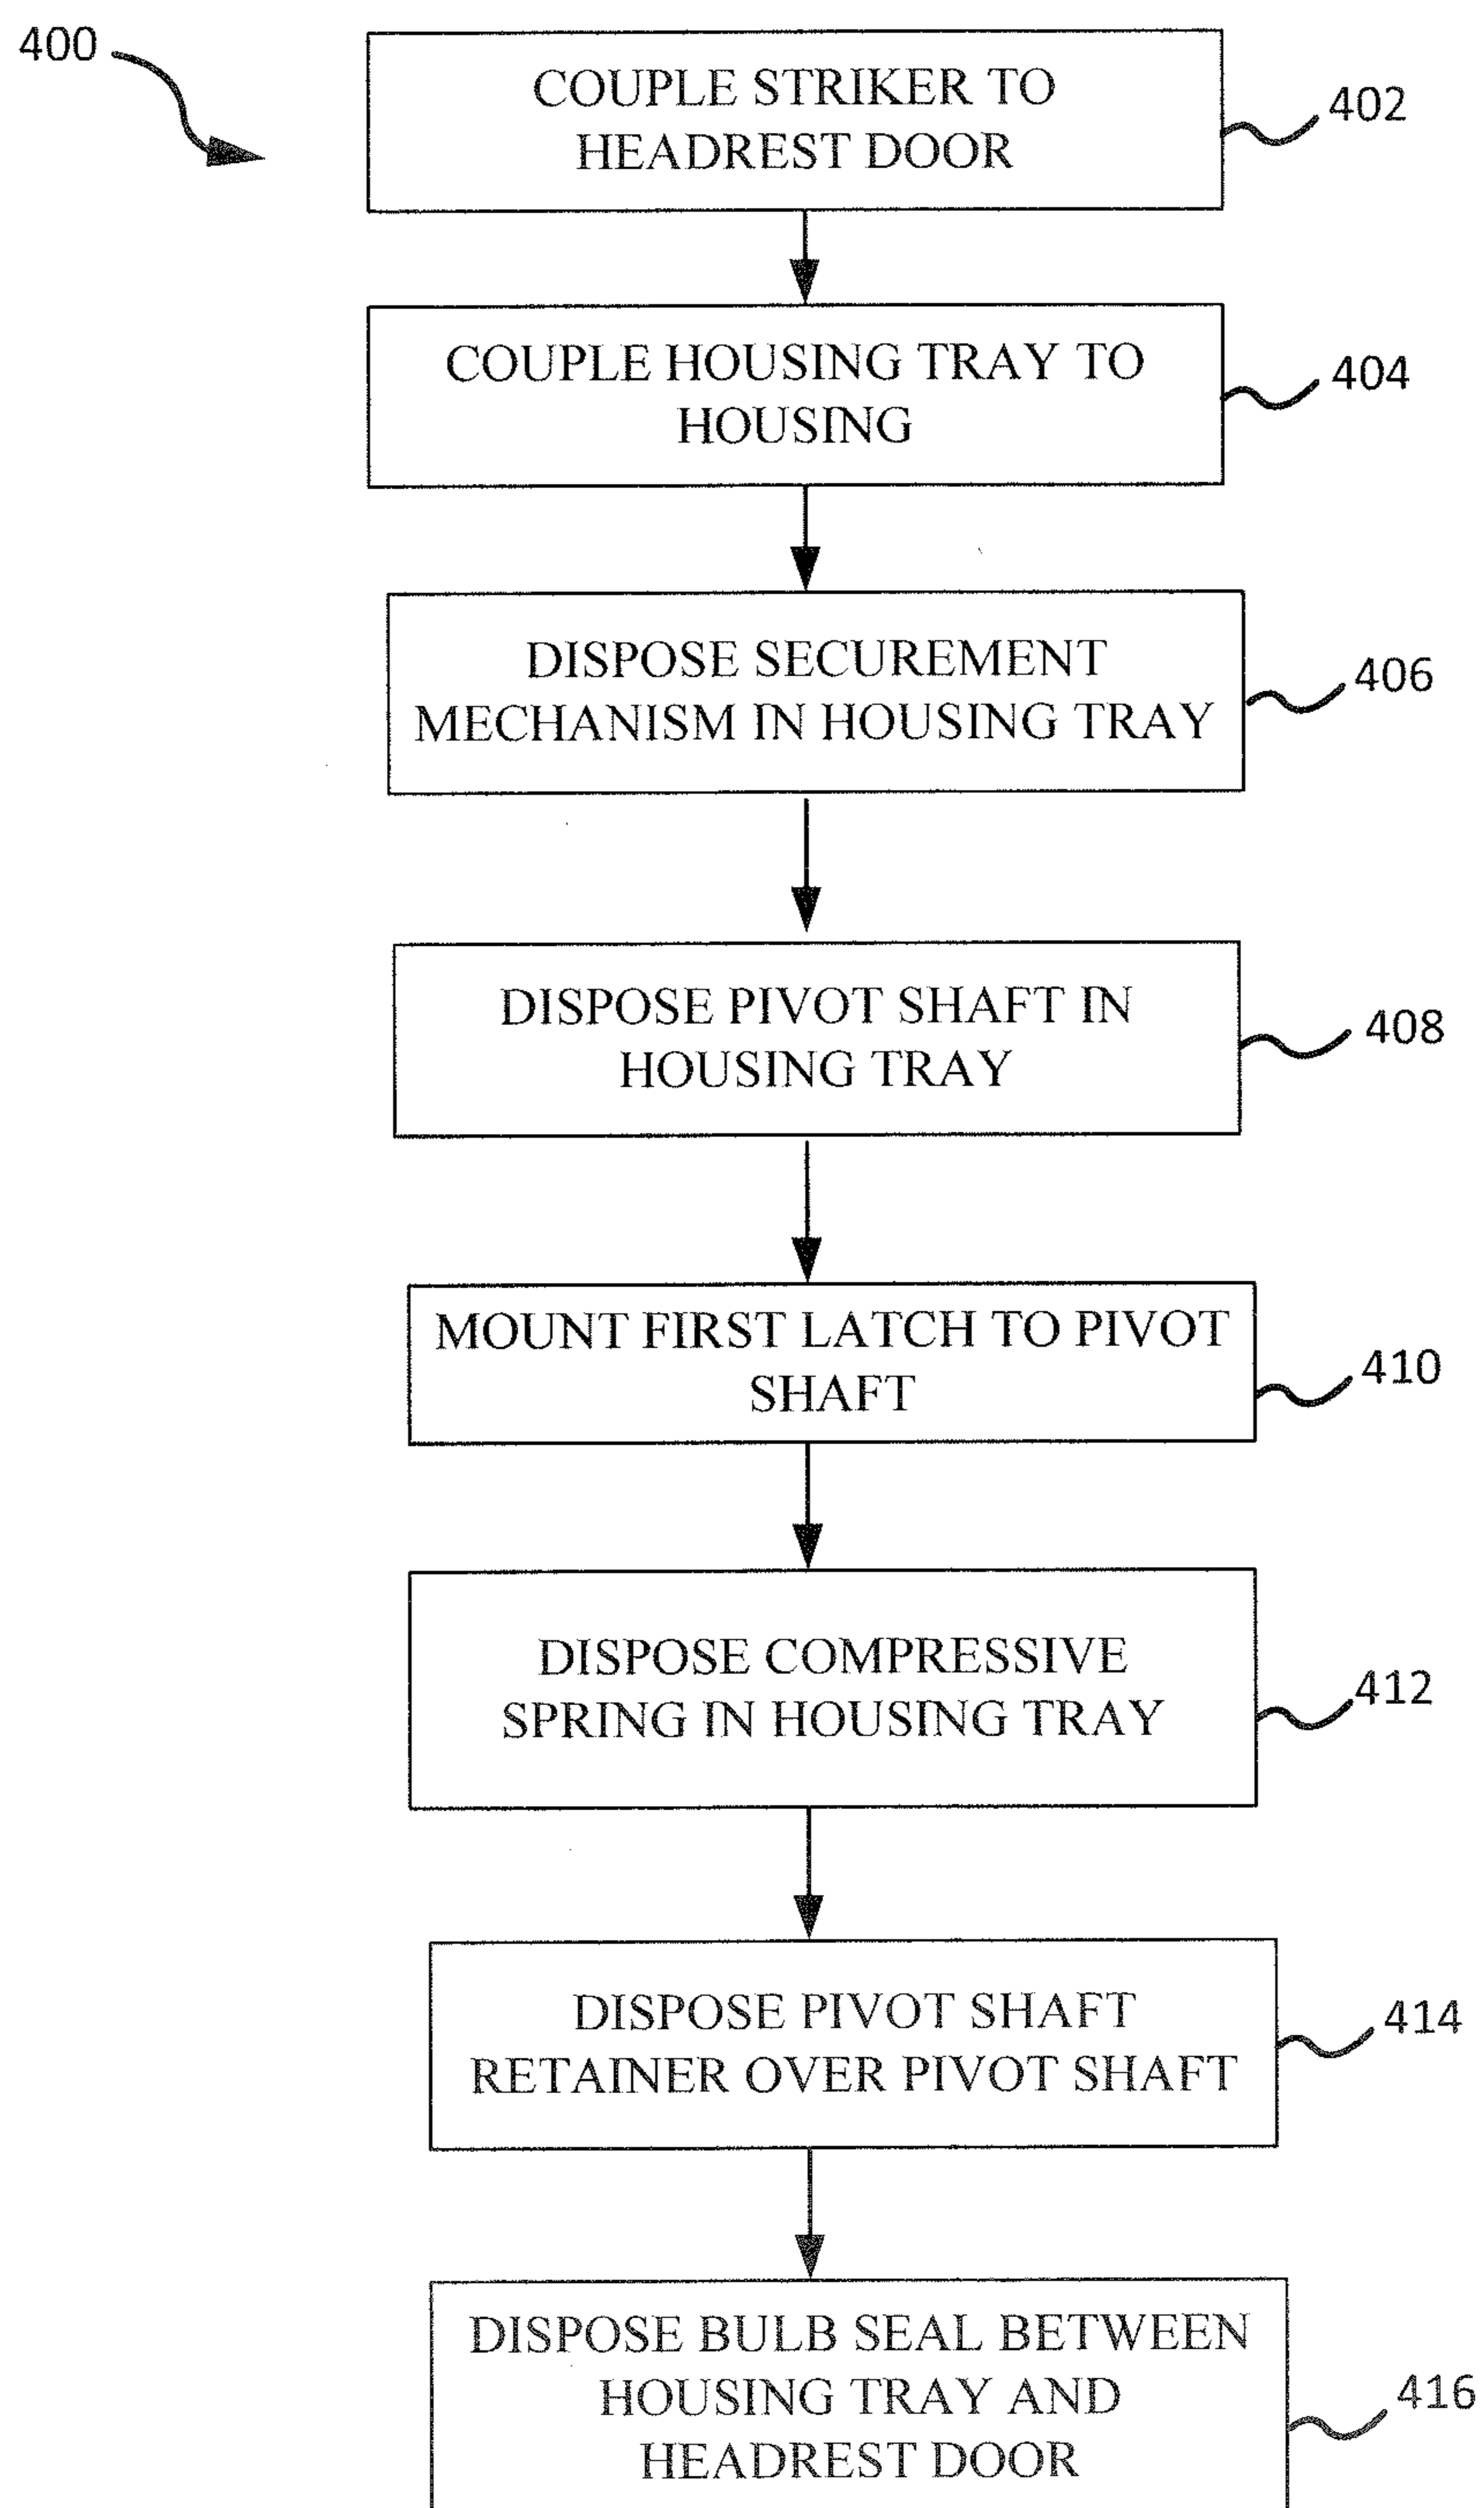 400
COUPLE STRIKER TO
HEADREST DOOR
402
COUPLE HOUSING TRAY TO
HOUSING
404
DISPOSE SECUREMENT
MECHANISM IN HOUSING TRAY
406
DISPOSE PIVOT SHAFT IN
HOUSING TRAY
408
MOUNT FIRST LATCH TO PIVOT
SHAFT
410
DISPOSE COMPRESSIVE
SPRING IN HOUSING TRAY
412
DISPOSE PIVOT SHAFT
RETAINER OVER PIVOT SHAFT
414
DISPOSE BULB SEAL BETWEEN
HOUSING TRAY AND
HEADREST DOOR
416